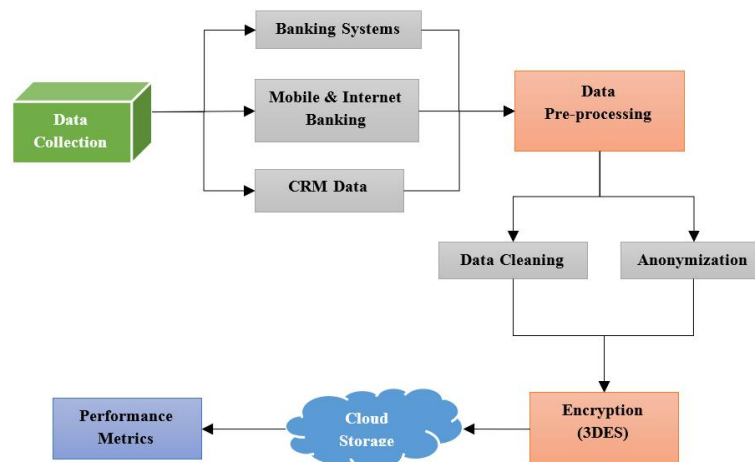 Banking Systems
Data
Collection
Mobile & Internet
Banking
CRM Data
Data
Pre-processing
Data Cleaning
Anonymization
Encryption
(3DES)
Cloud
Storage
Performance
Metrics